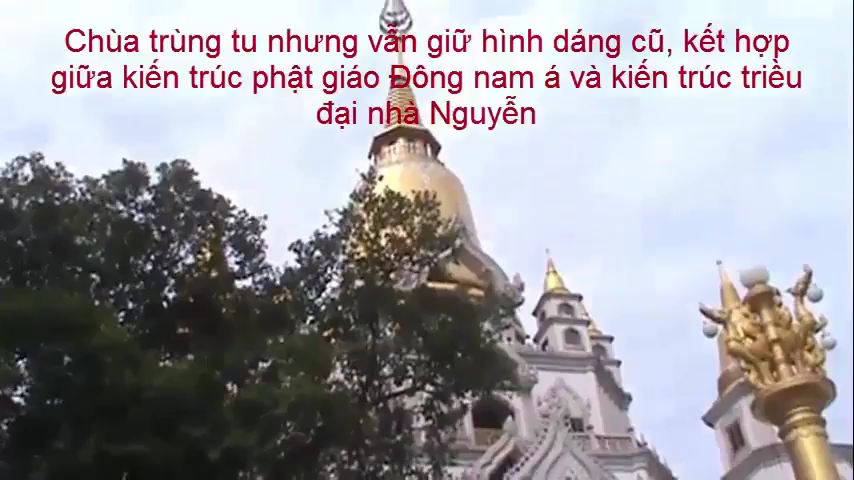 Chùa trùng tu nhưng vẫn giữ hình dáng cũ, kết hợp
giữa kiến trúc phật giáo Đông nam á và kiến trúc triều
đại nhà Nguyễn